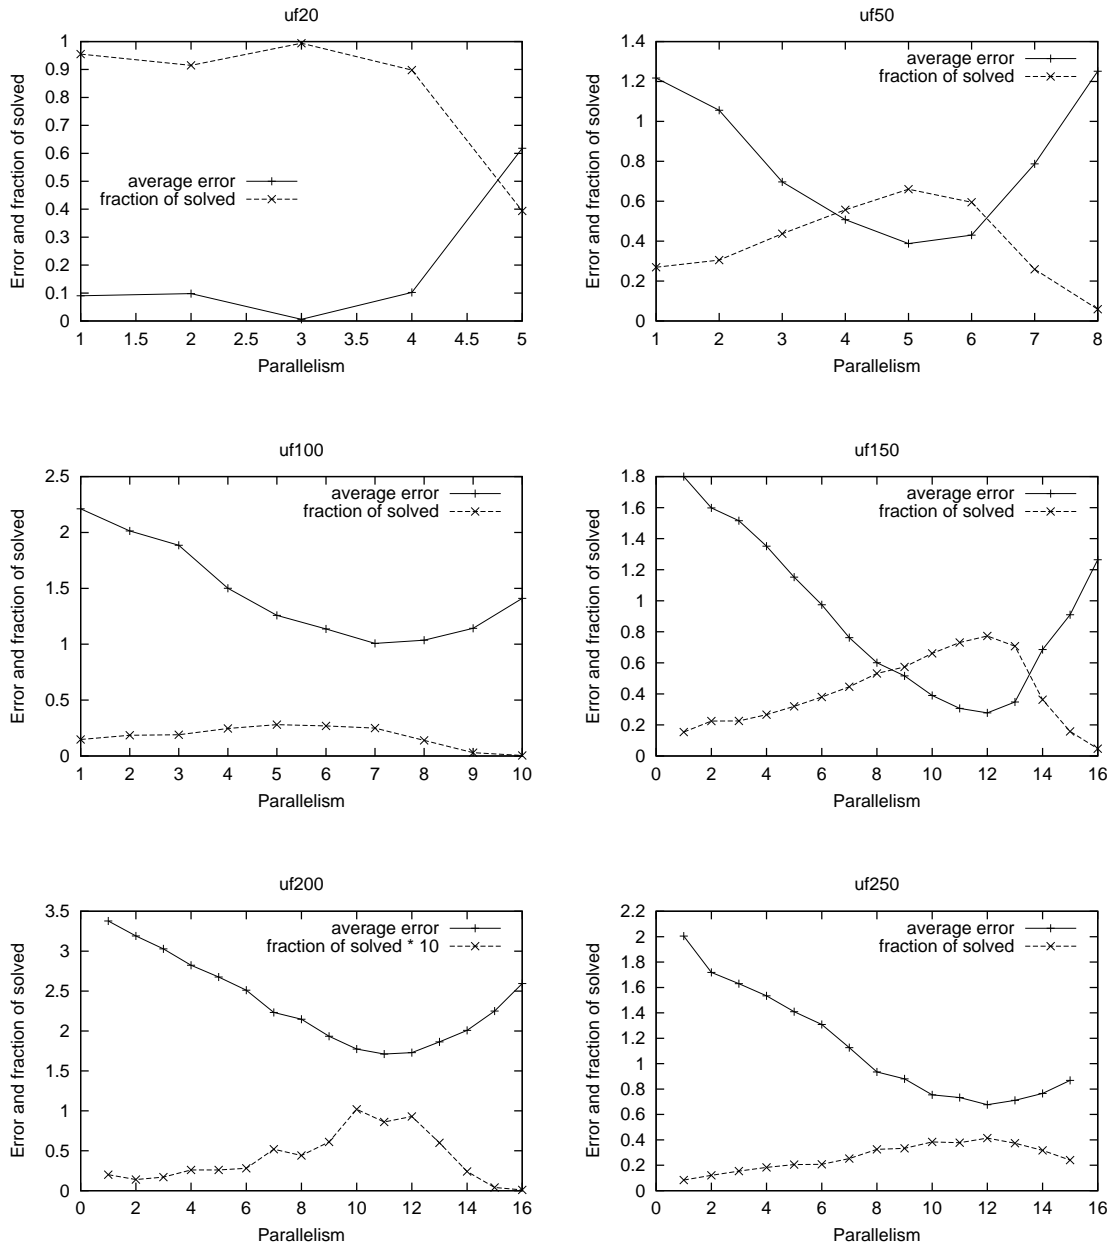 uf20
Error and fraction of solved
1
0.9
0.8
0.7
0.6
0.5
0.4
0.3
0.2
0.1
0
average error
fraction of solved
1 1.5 2 2.5 3 3.5 4 4.5 5
Parallelism
uf50
Error and fraction of solved
1.4
1.2
1
0.8
0.6
0.4
0.2
0
average error
fraction of solved
1 2 3 4 5 6 7 8
Parallelism
uf100
Error and fraction of solved
2.5
2
1.5
1
0.5
0
average error
fraction of solved
1 2 3 4 5 6 7 8 9 10
Parallelism
uf150
Error and fraction of solved
1.8
1.6
1.4
1.2
1
0.8
0.6
0.4
0.2
0
average error
fraction of solved
0 2 4 6 8 10 12 14 16
Parallelism
uf200
Error and fraction of solved
3.5
3
2.5
2
1.5
1
0.5
0
average error
fraction of solved * 10
0 2 4 6 8 10 12 14 16
Parallelism
uf250
Error and fraction of solved
2.2
2
1.8
1.6
1.4
1.2
1
0.8
0.6
0.4
0.2
0
average error
fraction of solved
0 2 4 6 8 10 12 14 16
Parallelism